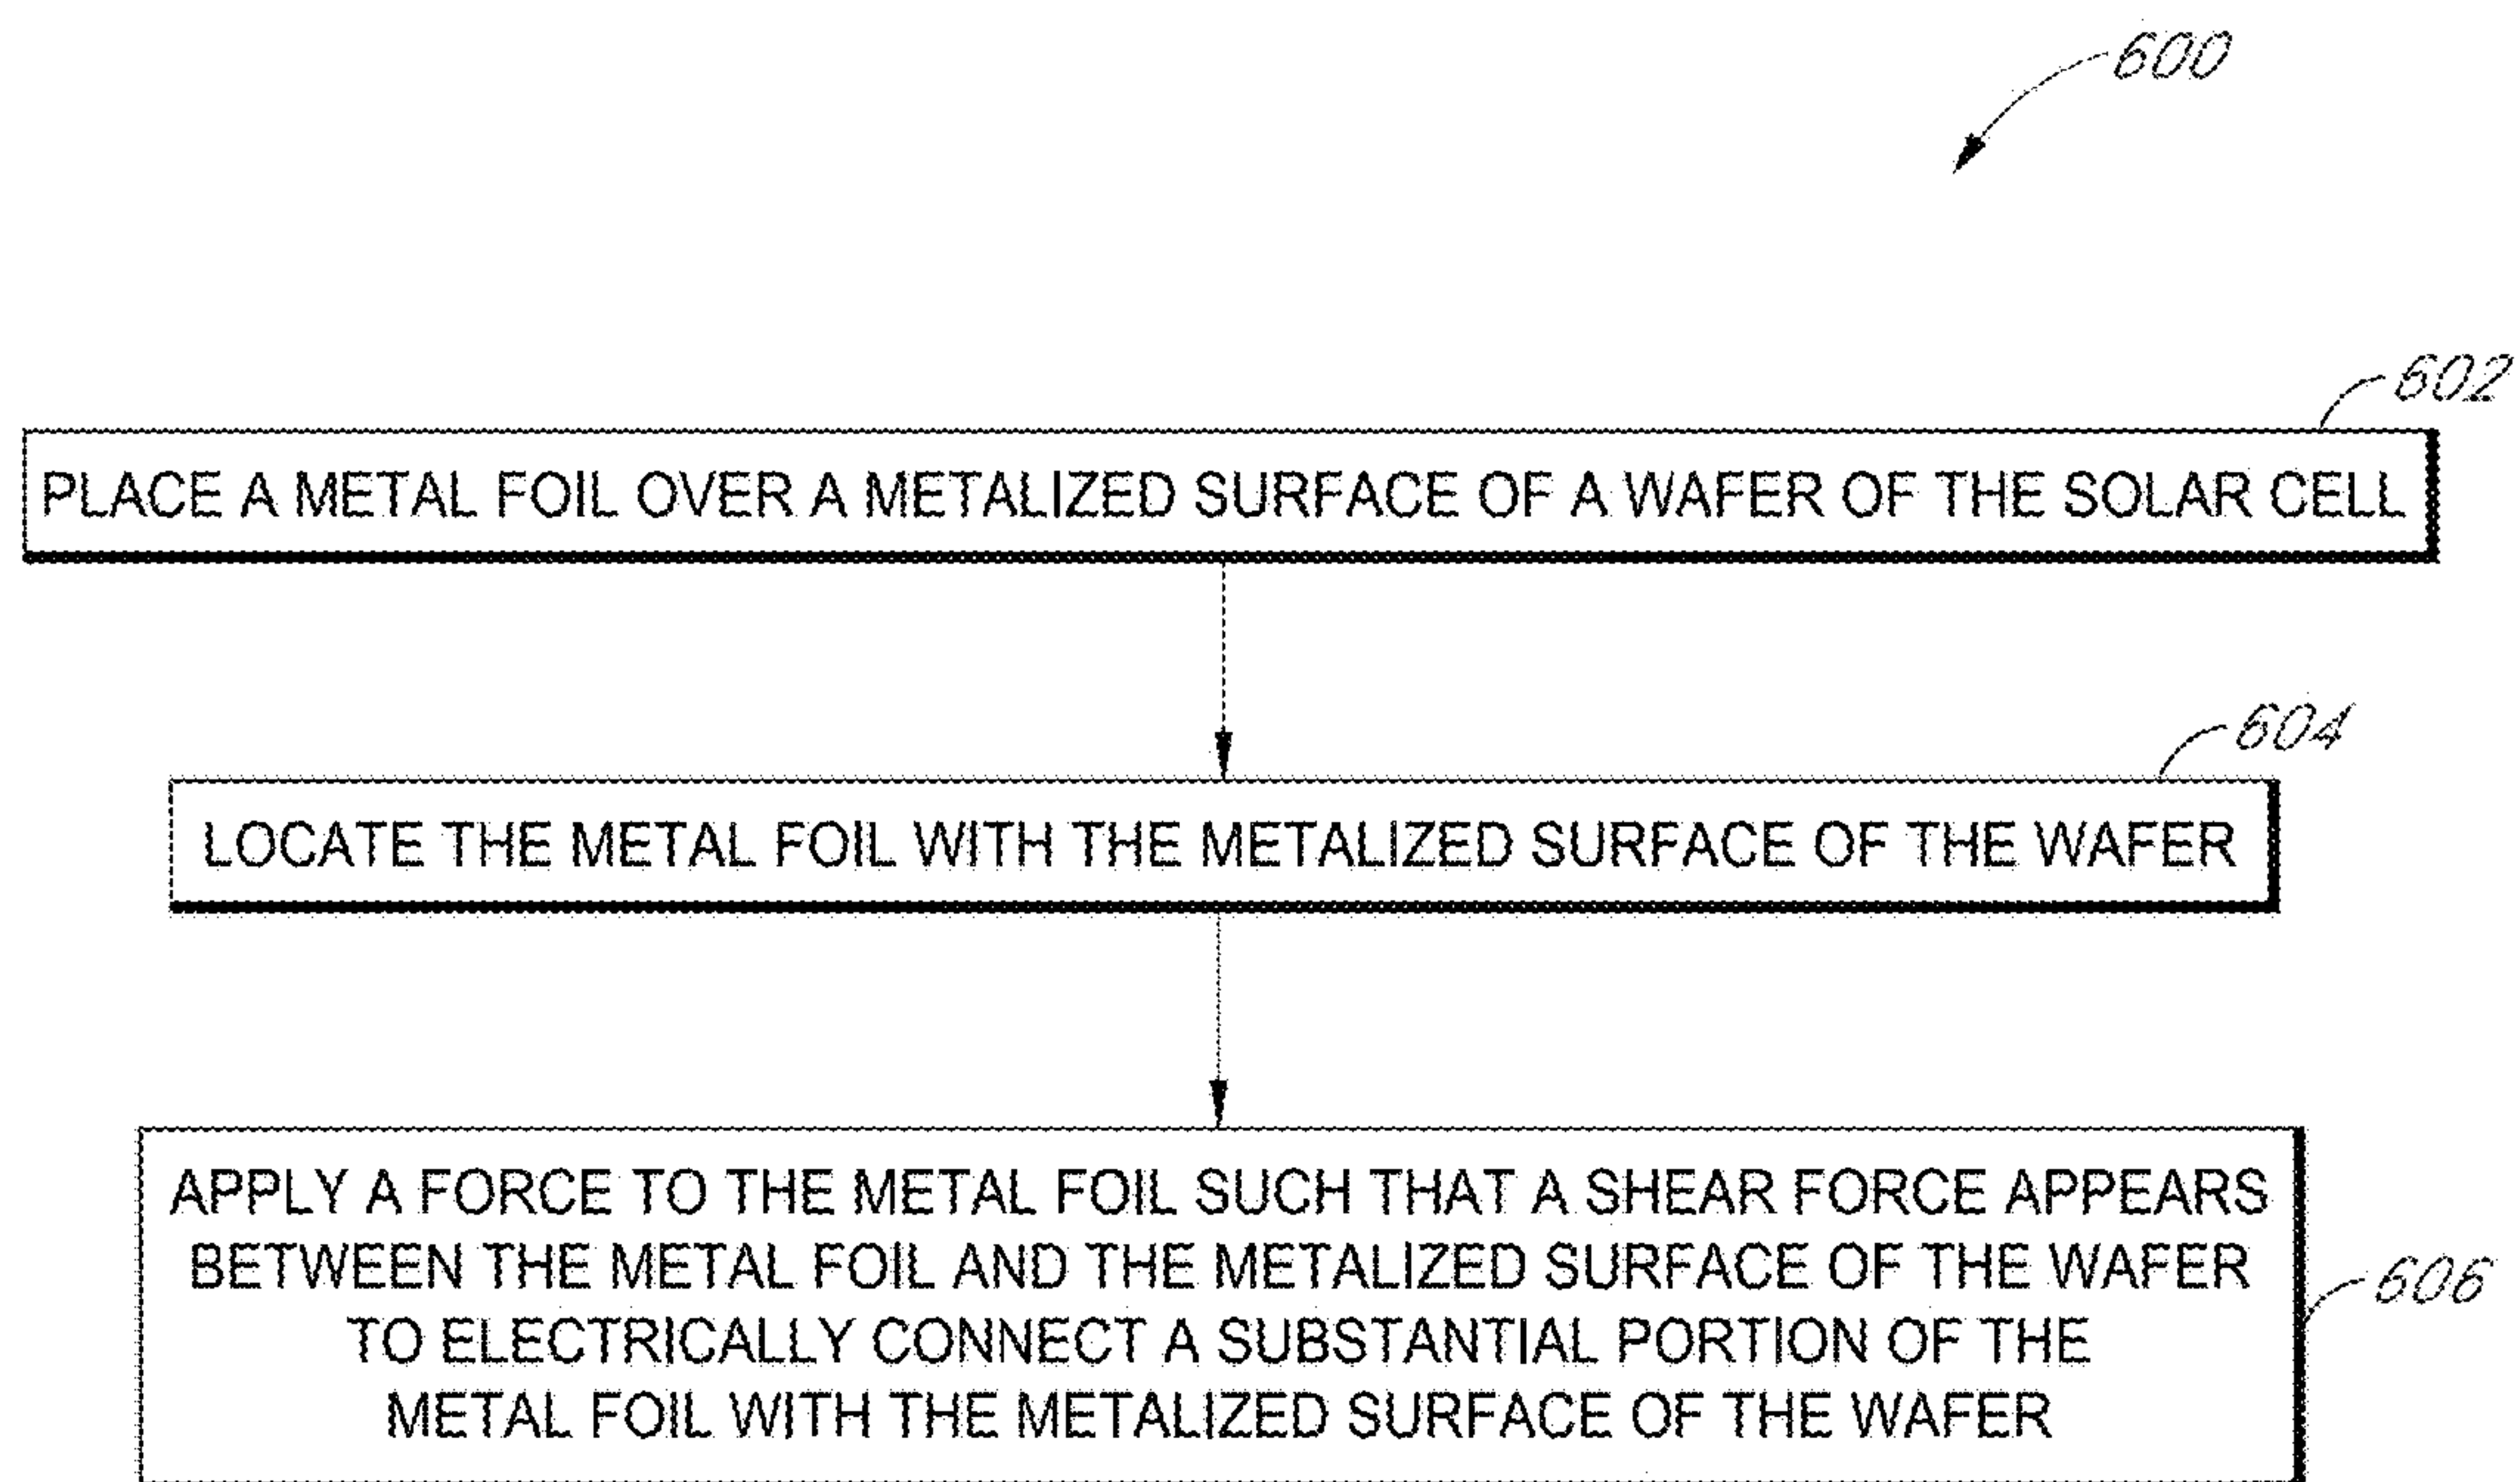 600
602
PLACE A METAL FOIL OVER A METALIZED SURFACE OF A WAFER OF THE SOLAR CELL
604
LOCATE THE METAL FOIL WITH THE METALIZED SURFACE OF THE WAFER
APPLY A FORCE TO THE METAL FOIL SUCH THAT A SHEAR FORCE APPEARS
BETWEEN THE METAL FOIL AND THE METALIZED SURFACE OF THE WAFER
606
TO ELECTRICALLY CONNECT A SUBSTANTIAL PORTION OF THE
METAL FOIL WITH THE METALIZED SURFACE OF THE WAFER